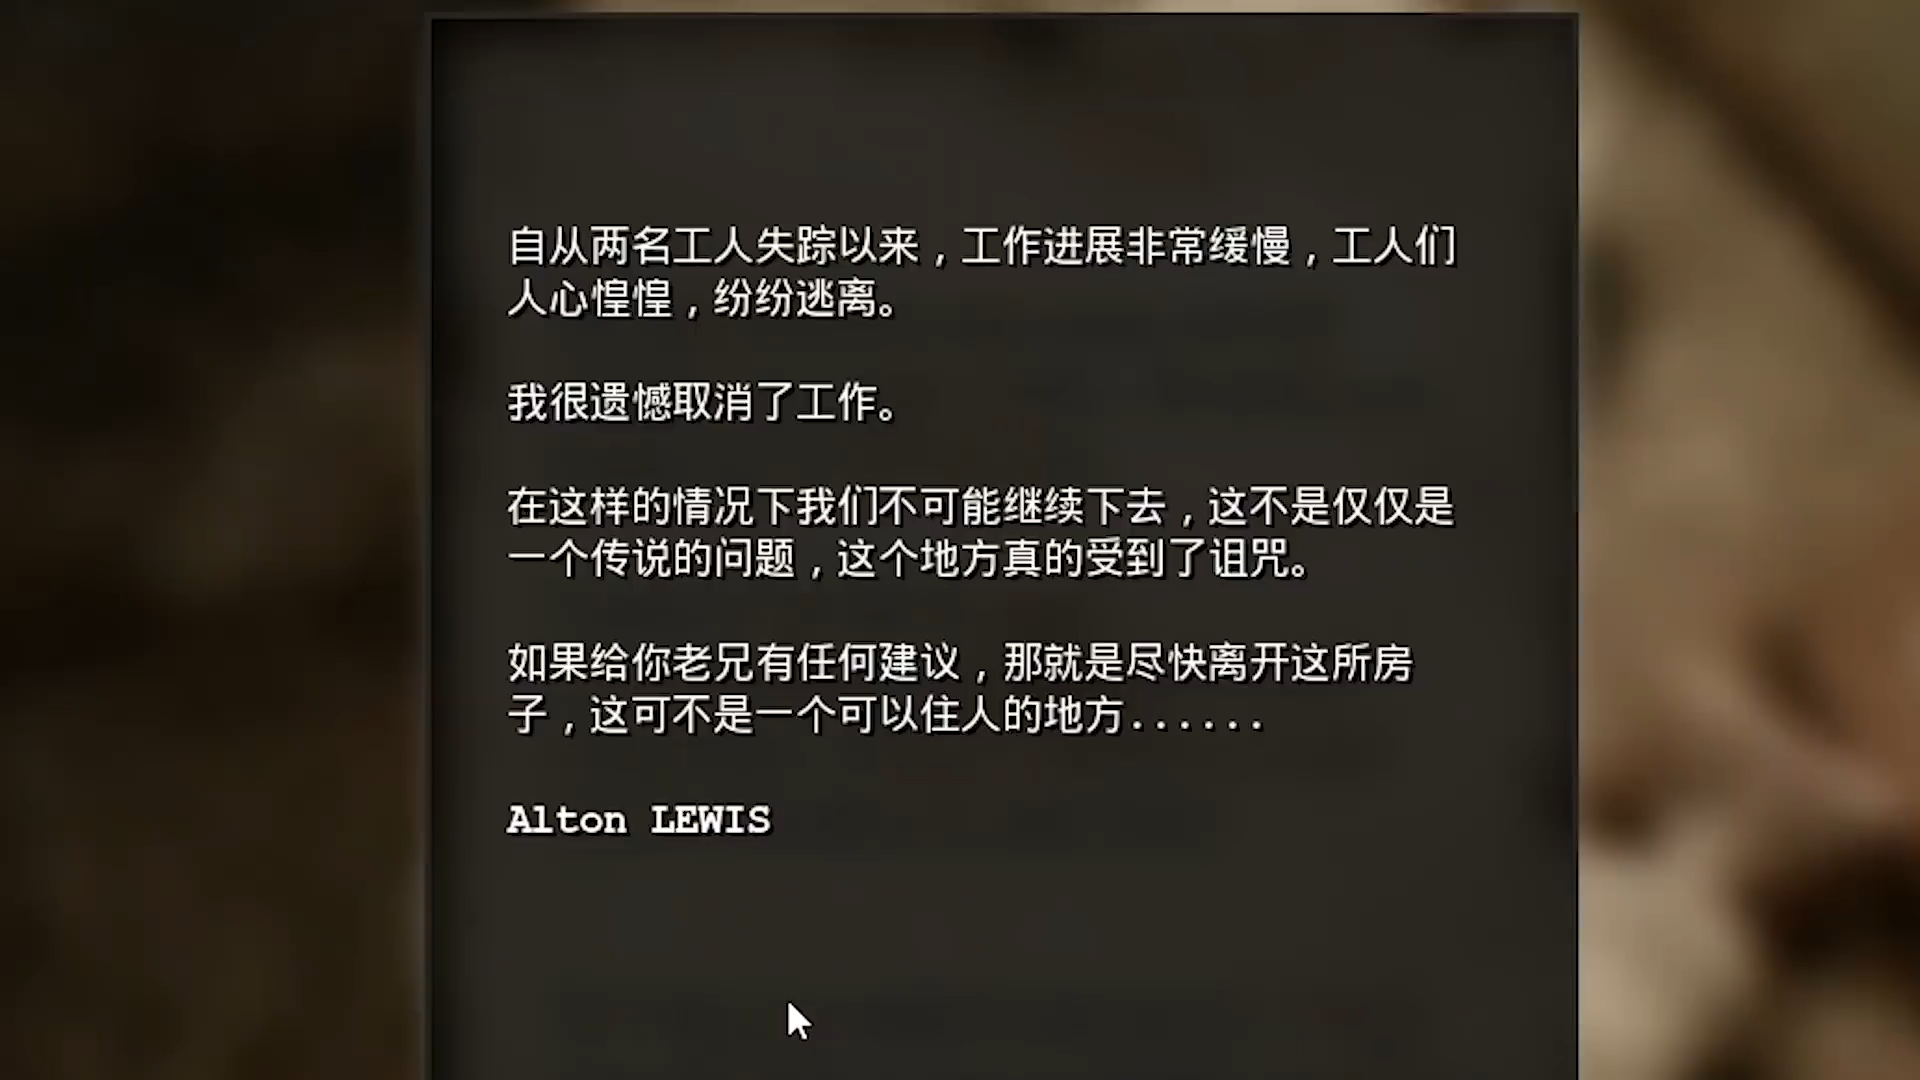 自从两名工人失踪以来，工作进展非常缓慢，工人们
人心惶惶，纷纷逃离。
我很遗憾取消了工作。
在这样的情况下我们不可能继续下去，这不是仅仅是
一个传说的问题，这个地方真的受到了诅咒。
如果给你老兄有任何建议，那就是尽快离开这所房
子，这可不是一个可以住人的地方......
Alton LEWIS